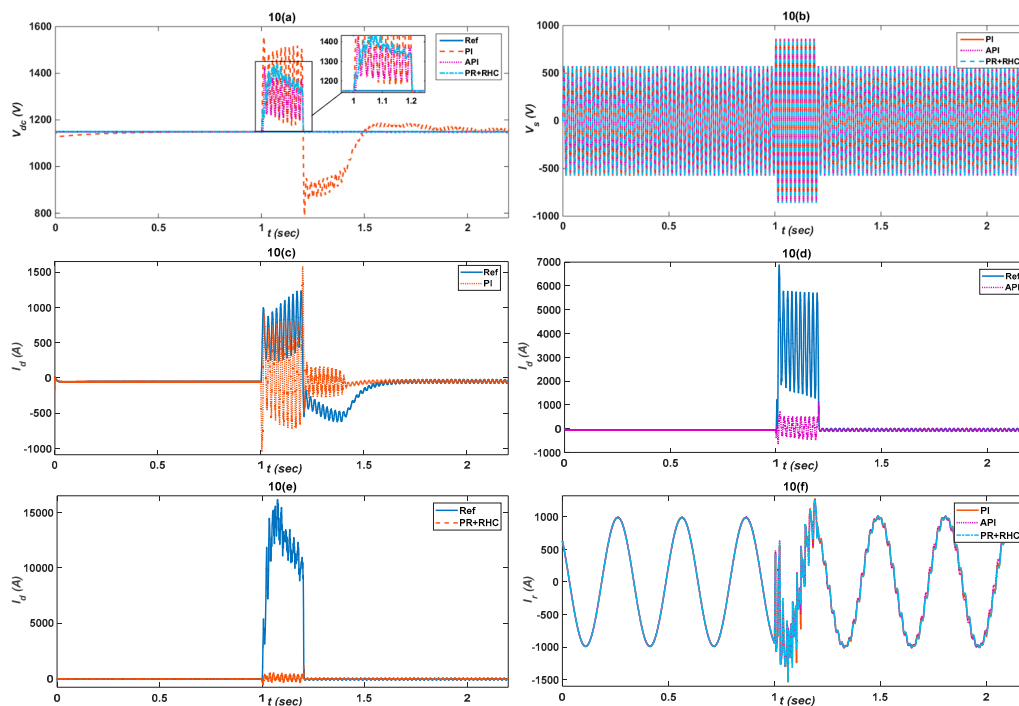 10(a)
1600
1400
1200
1000
800
V_dc (V)
0
0.5
1
1.5
2
t (sec)
Ref
PI
API
PR+RHC
1400
1300
1200
1
1.1
1.2
10(b)
1000
500
0
-500
-1000
V_s (V)
0
0.5
1
1.5
2
t (sec)
PI
API
PR+RHC
10(c)
1500
1000
500
0
-500
-1000
I_d (A)
0
0.5
1
1.5
2
t (sec)
Ref
PI
10(d)
7000
6000
5000
4000
3000
2000
1000
0
-1000
I_d (A)
0
0.5
1
1.5
2
t (sec)
Ref
API
10(e)
15000
10000
5000
0
I_d (A)
0
0.5
1
1.5
2
t (sec)
Ref
PR+RHC
10(f)
1000
500
0
-500
-1000
-1500
I_r (A)
0
0.5
1
1.5
2
t (sec)
PI
API
PR+RHC